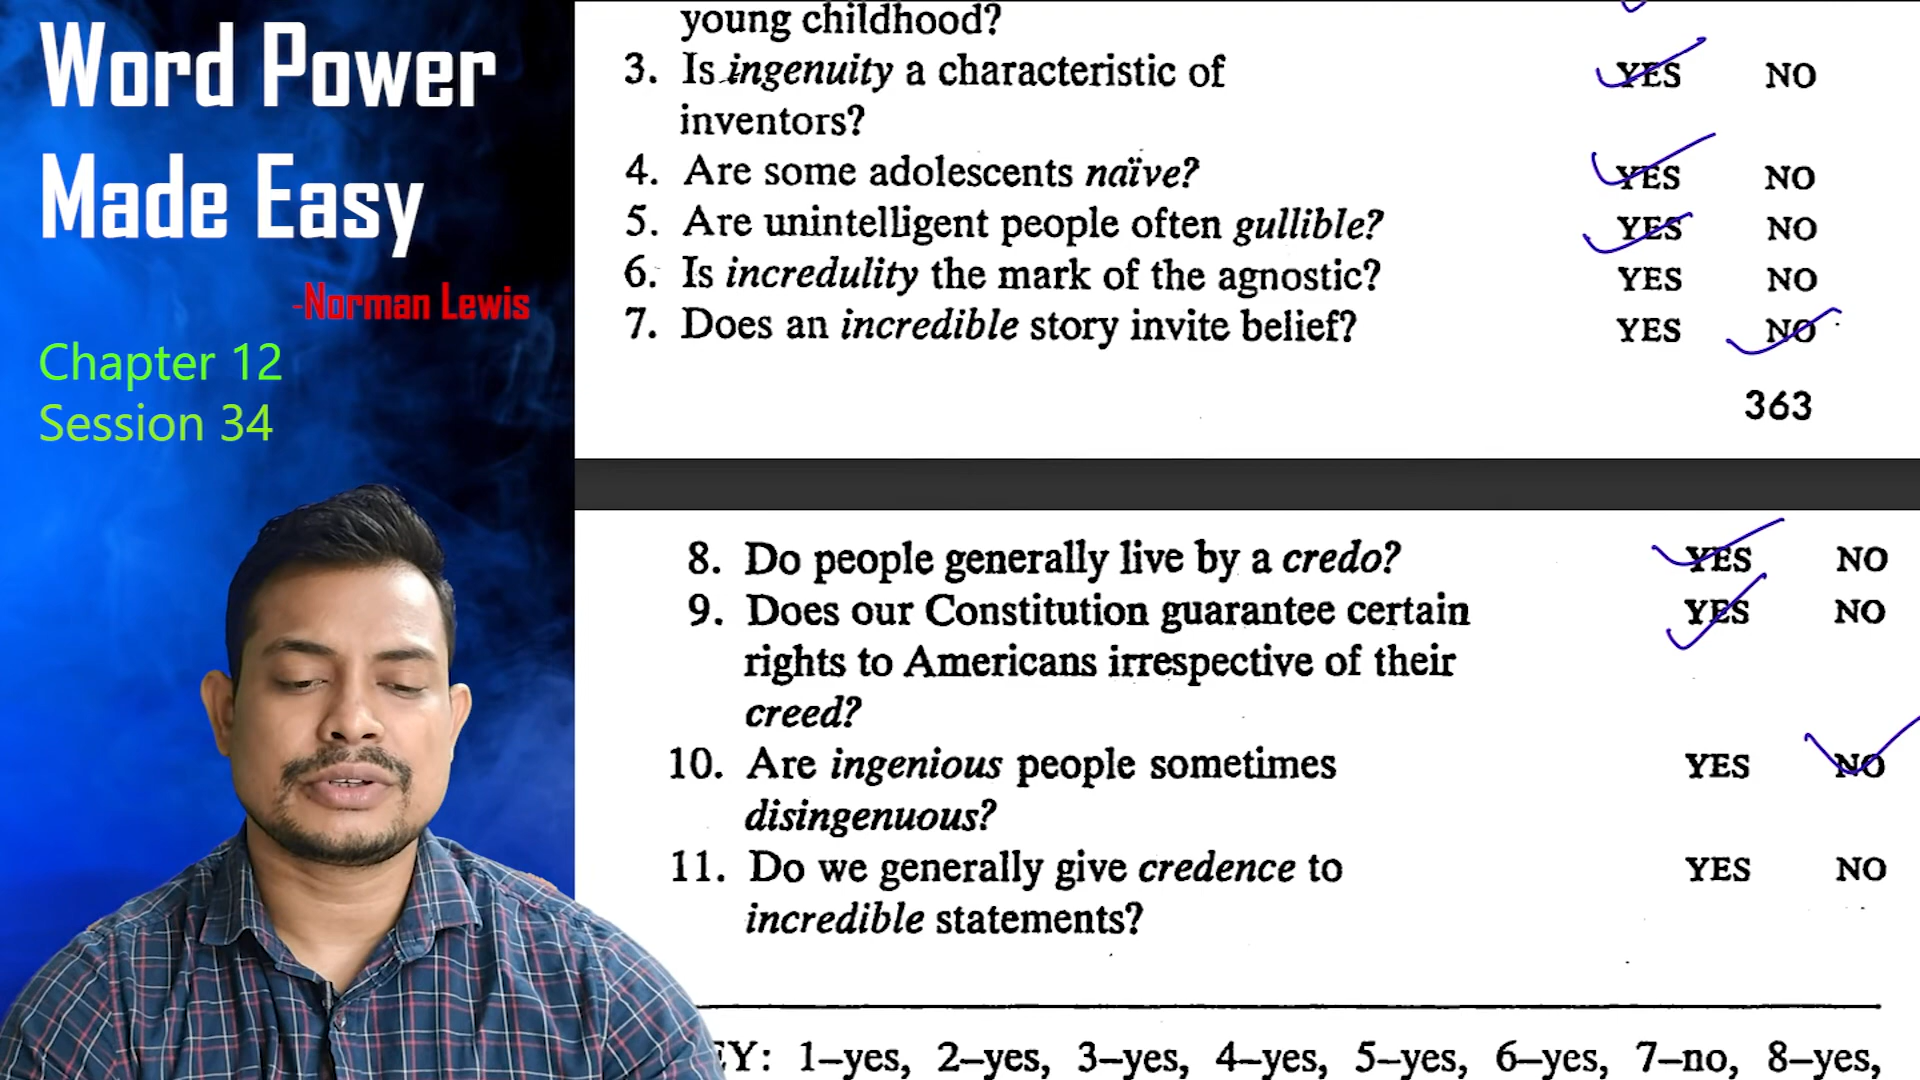 Word Power
Made Easy
-Norman Lewis
Chapter 12
Session 34
young childhood?
3. Is ingenuity a characteristic of YES NO
inventors?
4. Are some adolescents naïve? YES NO
5. Are unintelligent people often gullible? YES NO
6. Is incredulity the mark of the agnostic? YES NO
7. Does an incredible story invite belief? YES NO
363
8. Do people generally live by a credo? YES NO
9. Does our Constitution guarantee certain YES NO
rights to Americans irrespective of their
creed?
10. Are ingenious people sometimes YES NO
disingenuous?
11. Do we generally give credence to YES NO
incredible statements?
EY: 1–yes, 2–yes, 3–yes, 4–yes, 5–yes, 6–yes, 7–no, 8–yes,